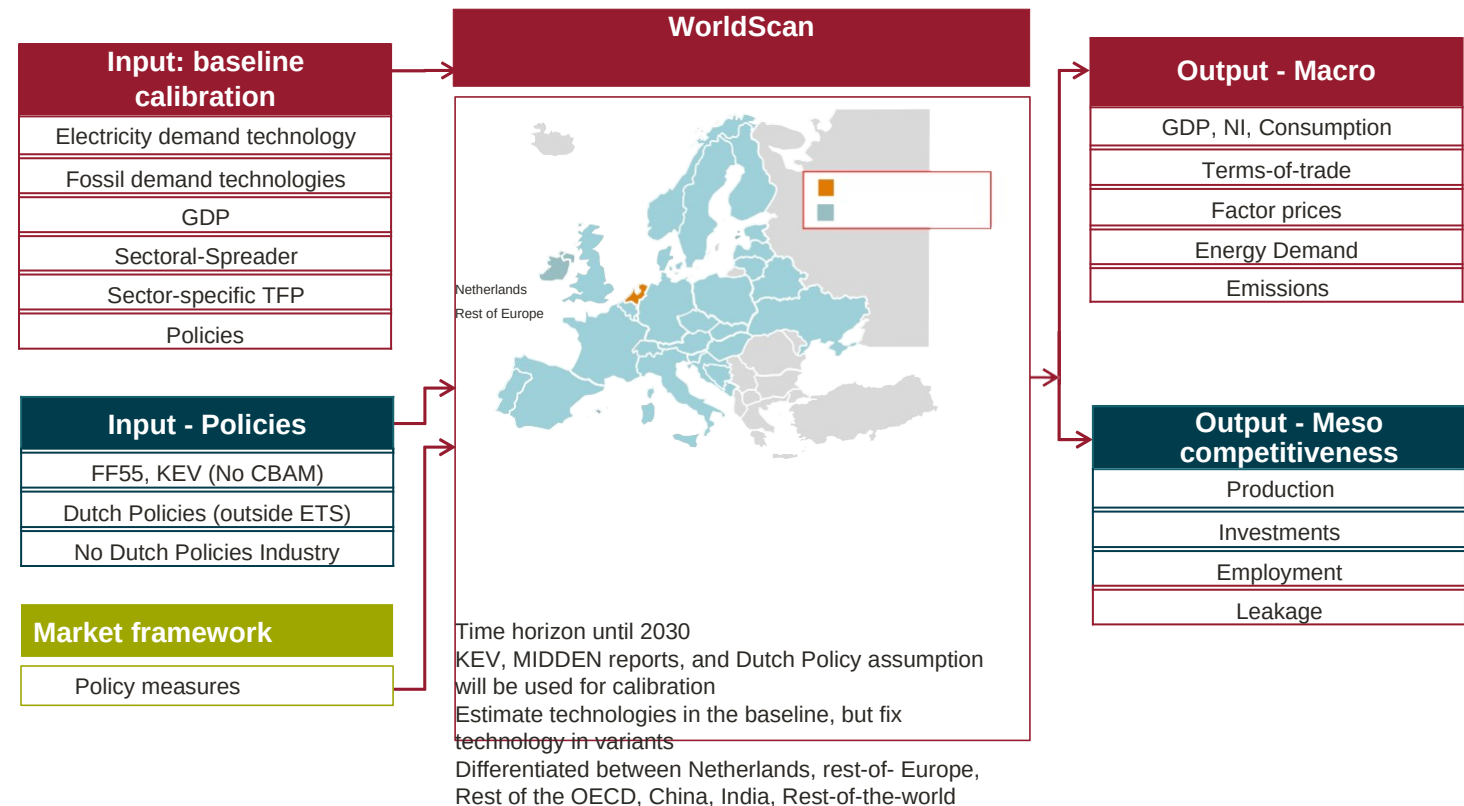 Input: baseline
calibration
Electricity demand technology
Fossil demand technologies
GDP
Sectoral-Spreader
Sector-specific TFP
Policies
Input - Policies
FF55, KEV (No CBAM)
Dutch Policies (outside ETS)
No Dutch Policies Industry
Market framework
Policy measures
WorldScan
Netherlands
Rest of Europe
Time horizon until 2030
KEV, MIDDEN reports, and Dutch Policy assumption
will be used for calibration
Estimate technologies in the baseline, but fix
technology in variants
Differentiated between Netherlands, rest-of- Europe,
Rest of the OECD, China, India, Rest-of-the-world
Output - Macro
GDP, NI, Consumption
Terms-of-trade
Factor prices
Energy Demand
Emissions
Output - Meso
competitiveness
Production
Investments
Employment
Leakage